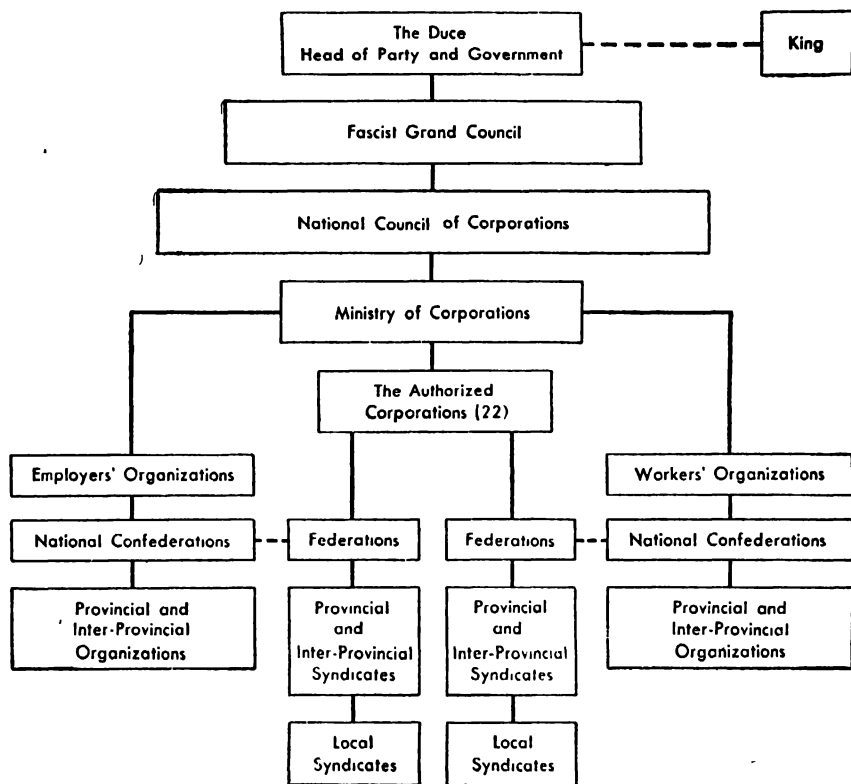 The Duce
Head of Party and Government
King
Fascist Grand Council
National Council of Corporations
Ministry of Corporations
The Authorized
Corporations (22)
Employers' Organizations
Workers' Organizations
National Confederations
Federations
Federations
National Confederations
Provincial and
Inter-Provincial
Organizations
Provincial
and
Inter-Provincial
Syndicates
Provincial
and
Inter-Provincial
Syndicates
Provincial and
Inter-Provincial
Organizations
Local
Syndicates
Local
Syndicates